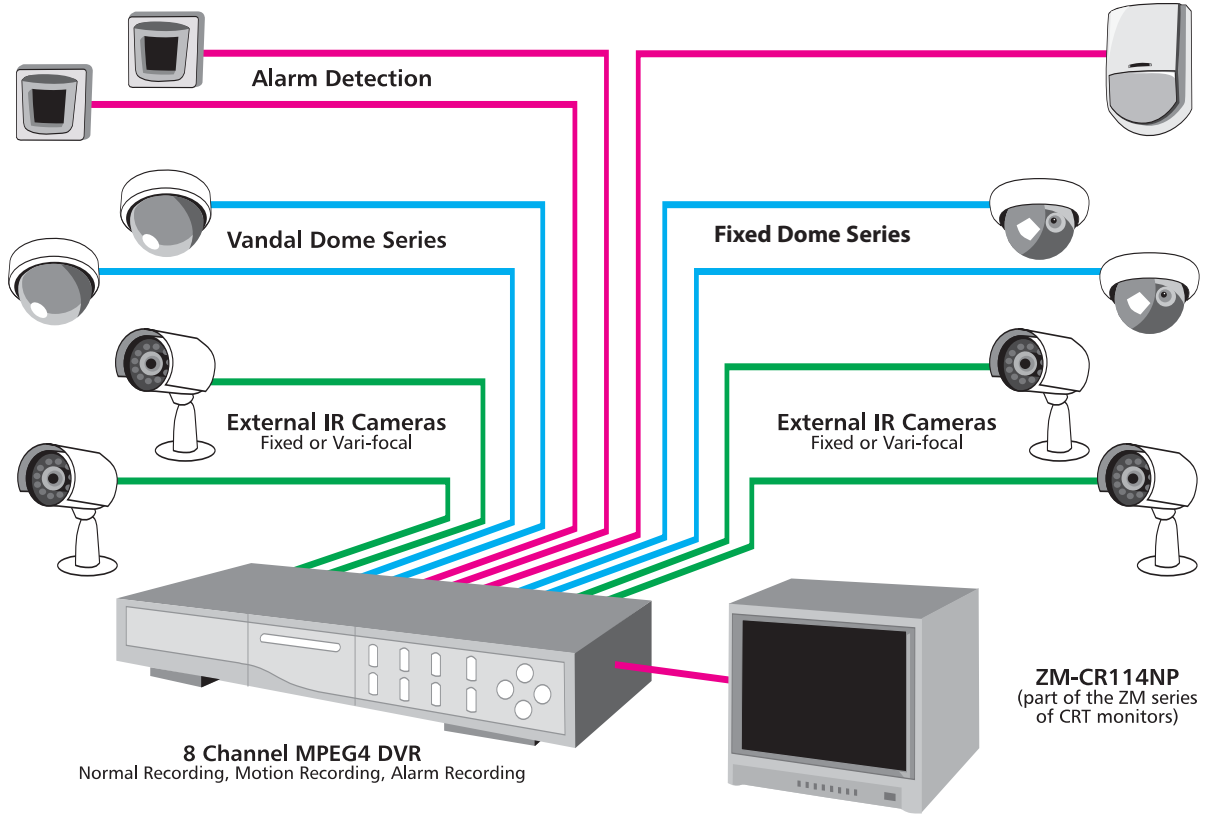 Alarm Detection
Vandal Dome Series
Fixed Dome Series
External IR Cameras
Fixed or Vari-focal
External IR Cameras
Fixed or Vari-focal
ZM-CR114NP
(part of the ZM series
of CRT monitors)
8 Channel MPEG4 DVR
Normal Recording, Motion Recording, Alarm Recording